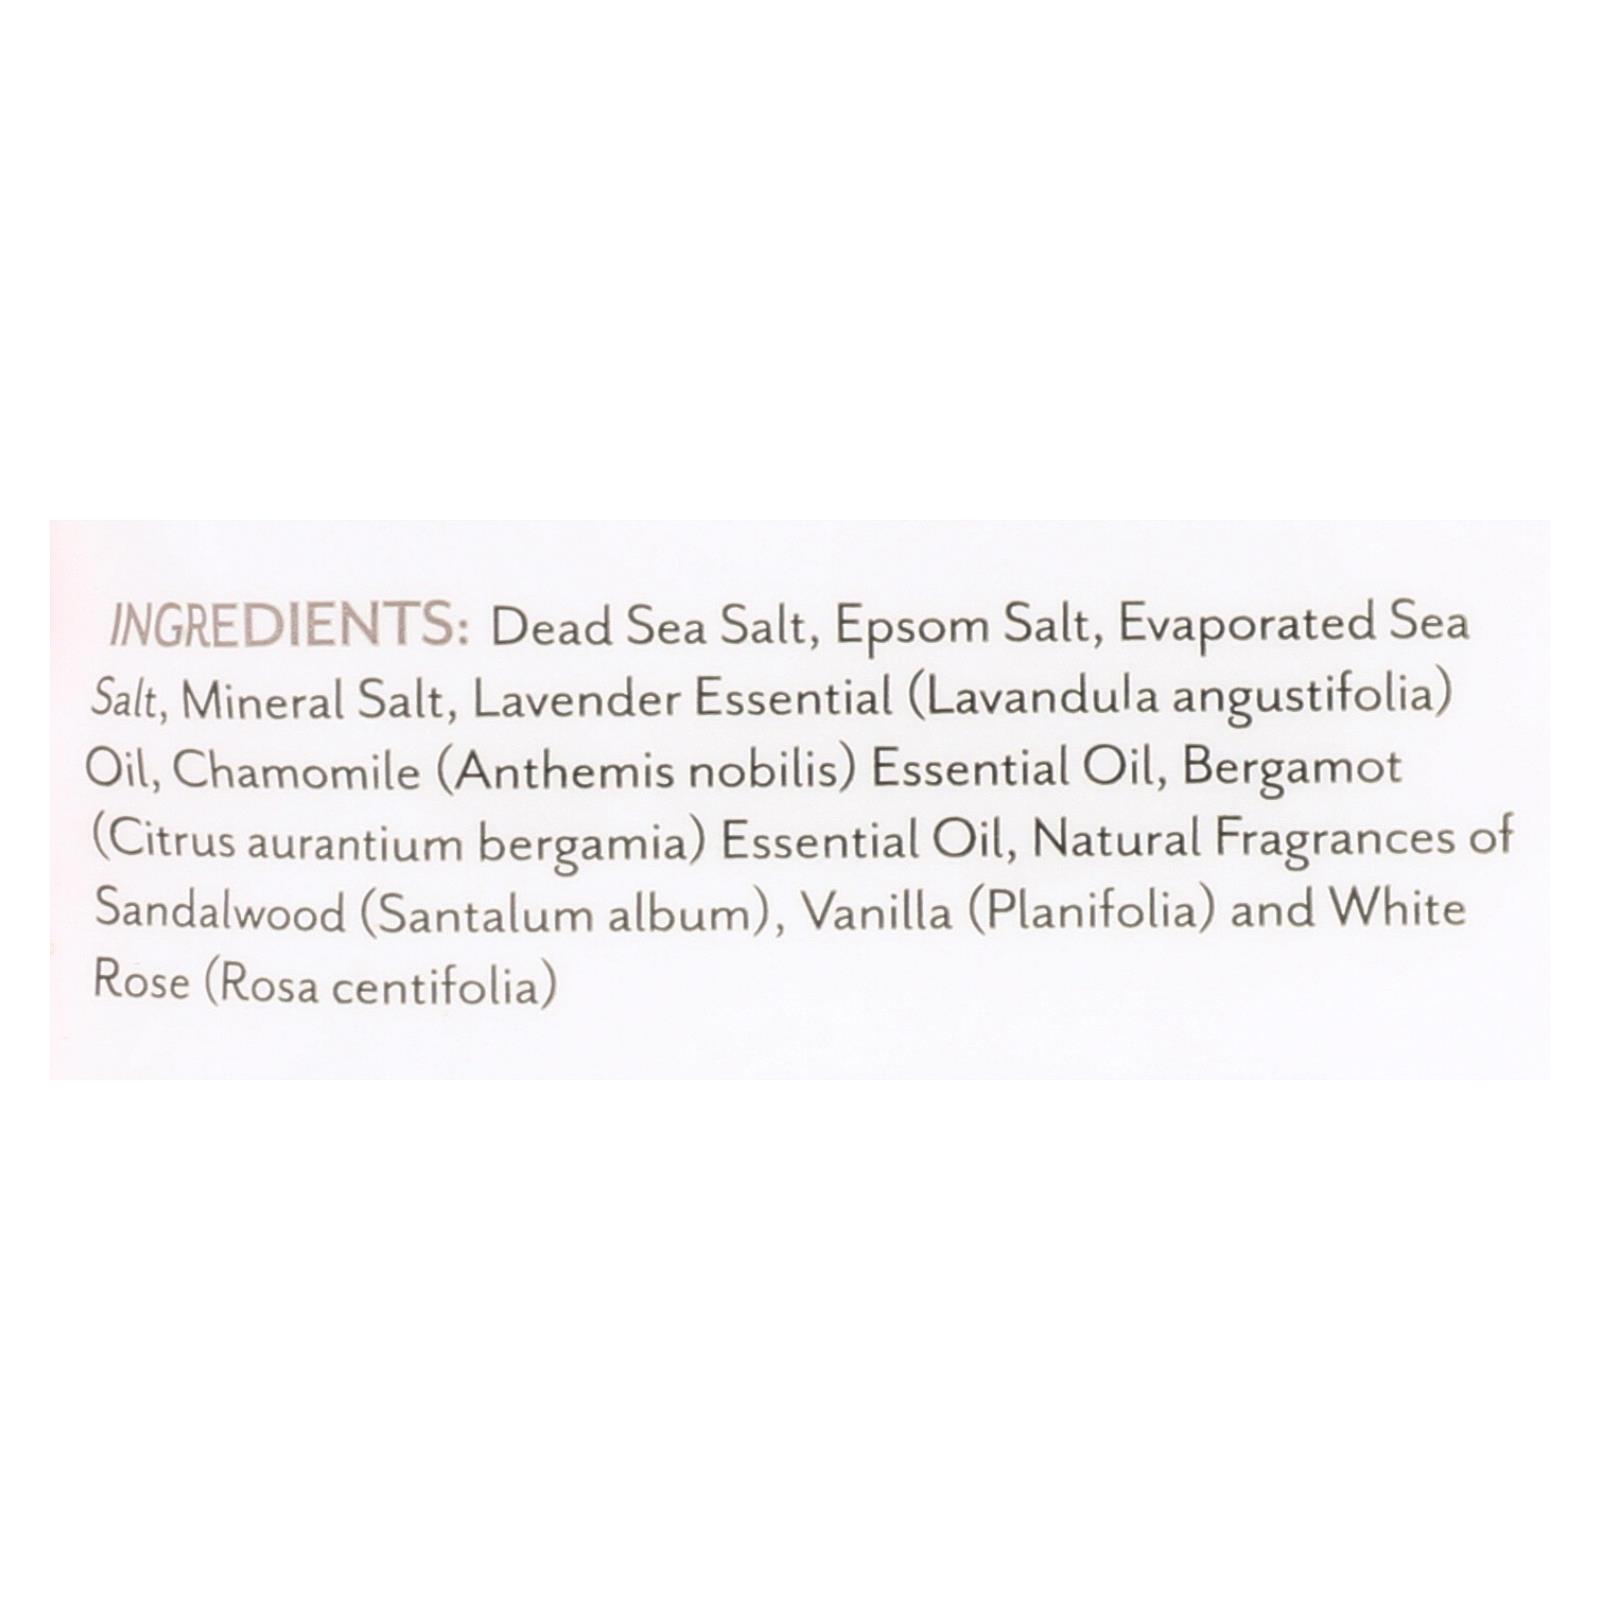 INGREDIENTS: Dead Sea Salt, Epsom Salt, Evaporated Sea
Salt, Mineral Salt, Lavender Essential (Lavandula angustifolia)
Oil, Chamomile (Anthemis nobilis) Essential Oil, Bergamot
(Citrus aurantium bergamia) Essential Oil, Natural Fragrances of
Sandalwood (Santalum album), Vanilla (Planifolia) and White
Rose (Rosa centifolia)